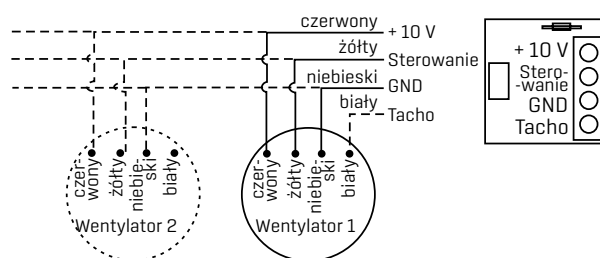 czerwony
+ 10 V
żółty
Sterowanie
niebieski
GND
biały
Tacho
czer-
wony
żółty
niebie-
ski
biały
Wentylator 2
czer-
wony
żółty
niebie-
ski
biały
Wentylator 1
+ 10 V
Stero-
-wanie
GND
Tacho